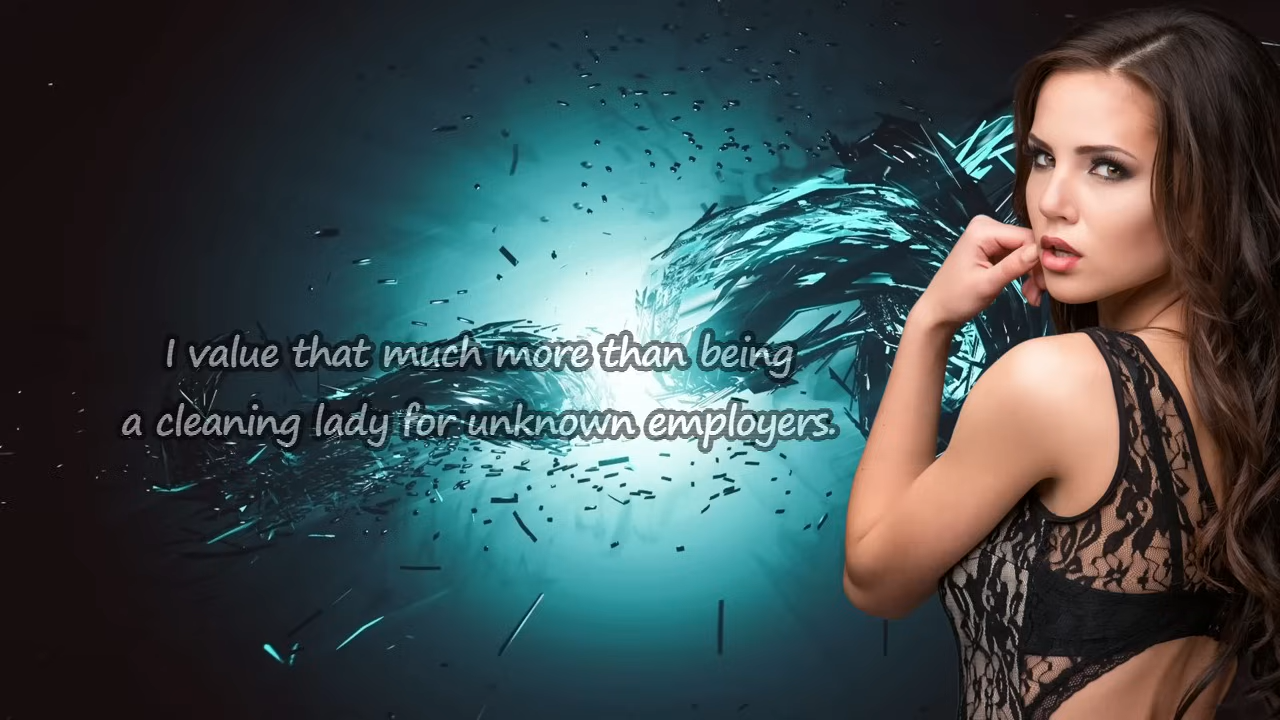 I value that much more than being
a cleaning lady for unknown employers.